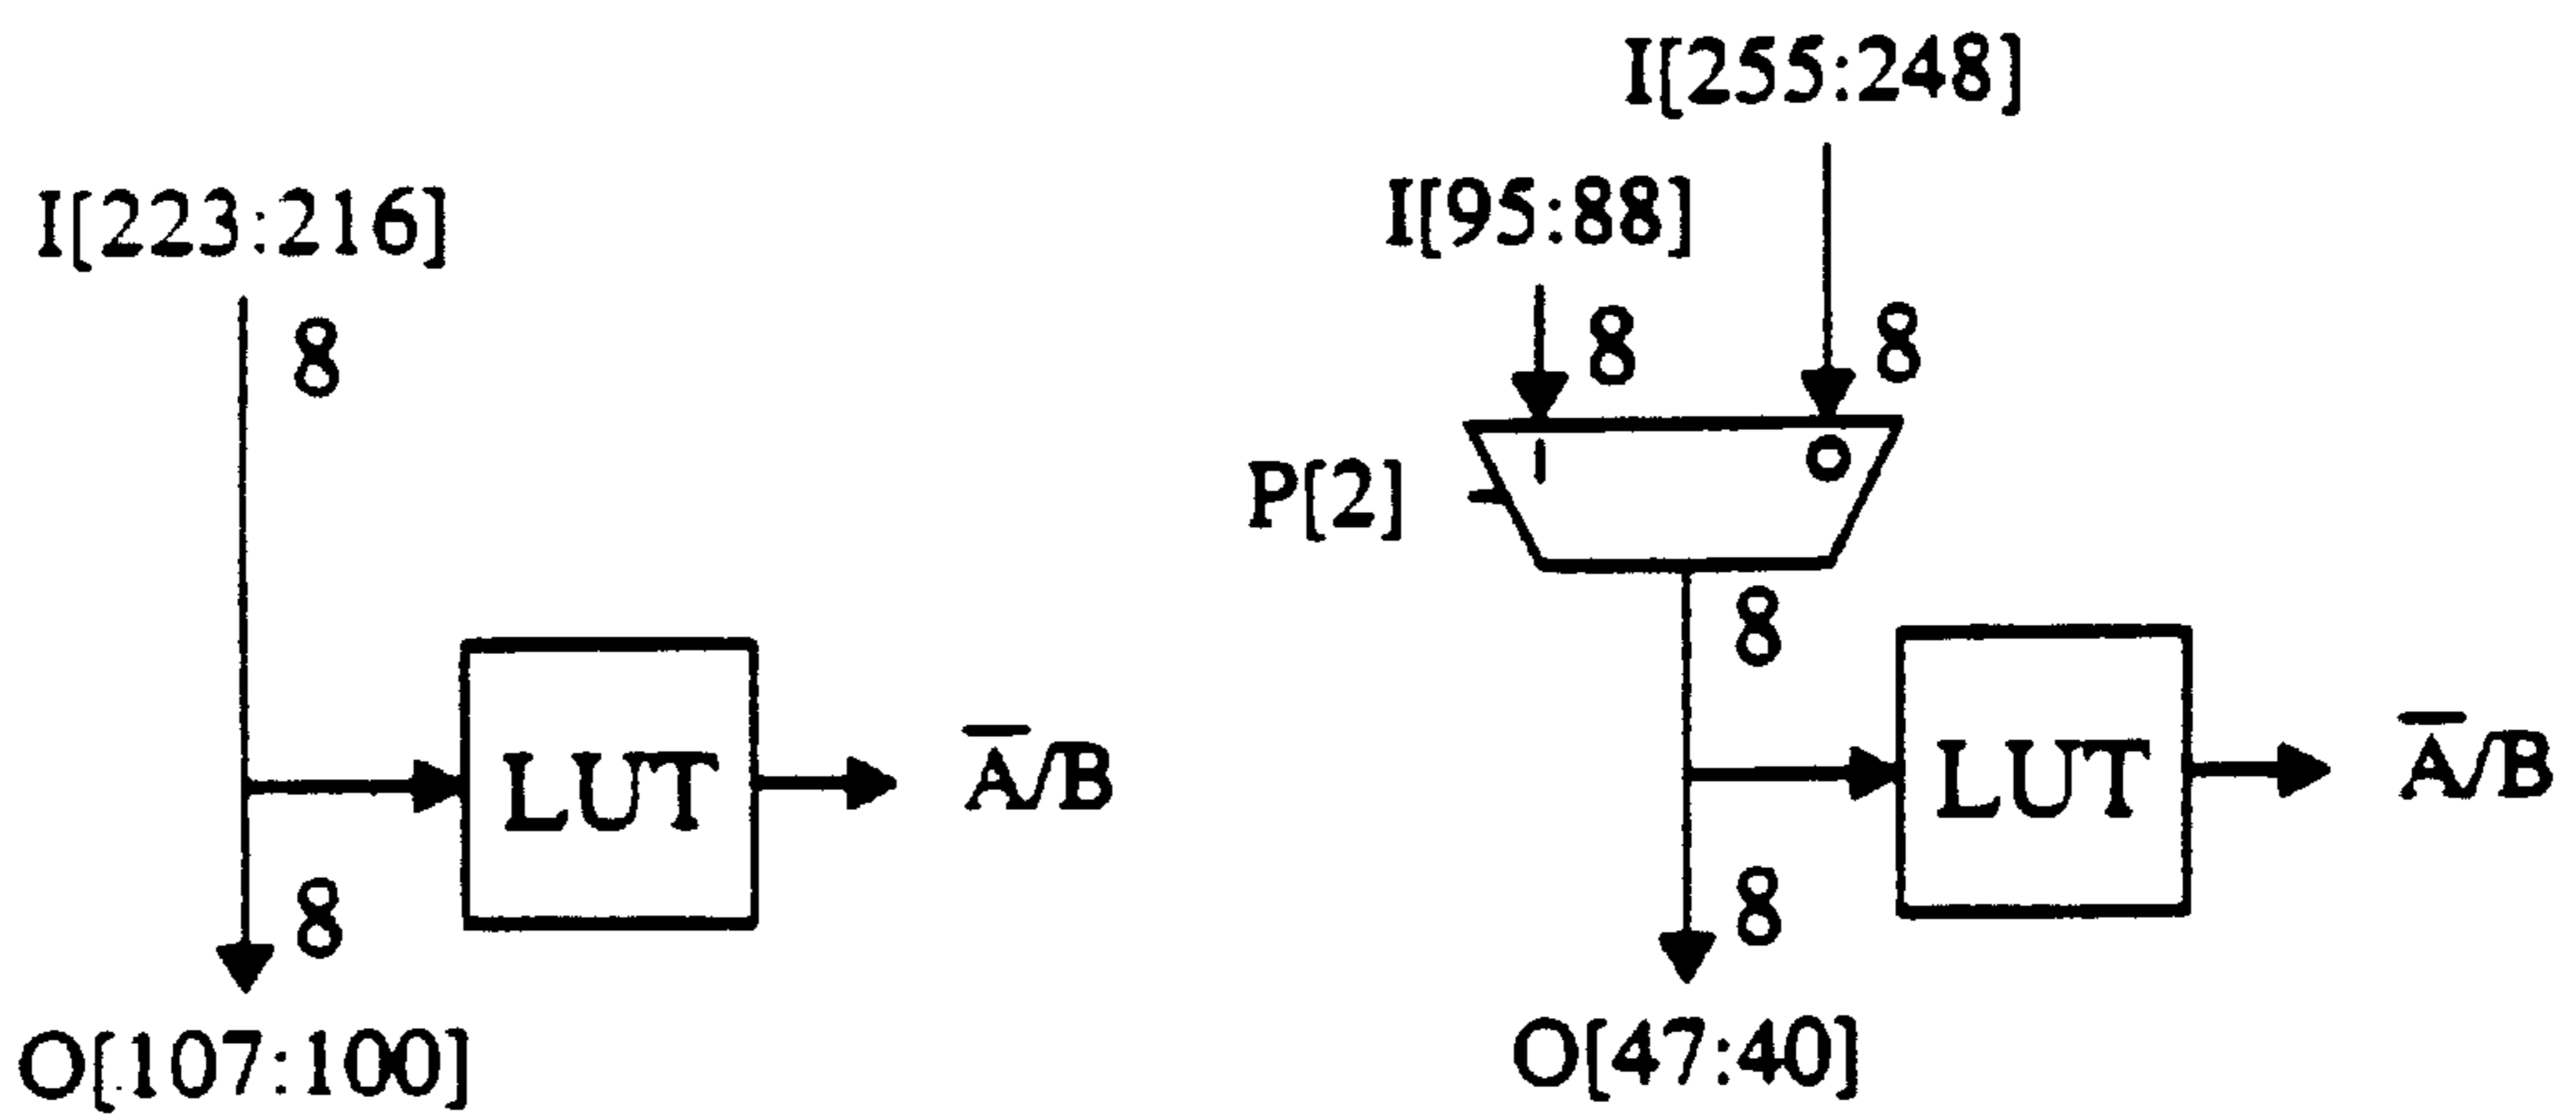 I[223:216]
8
LUT
A̅/B
8
O[107:100]
I[255:248]
I[95:88]
8
8
P[2]
1
0
8
LUT
A̅/B
8
O[47:40]